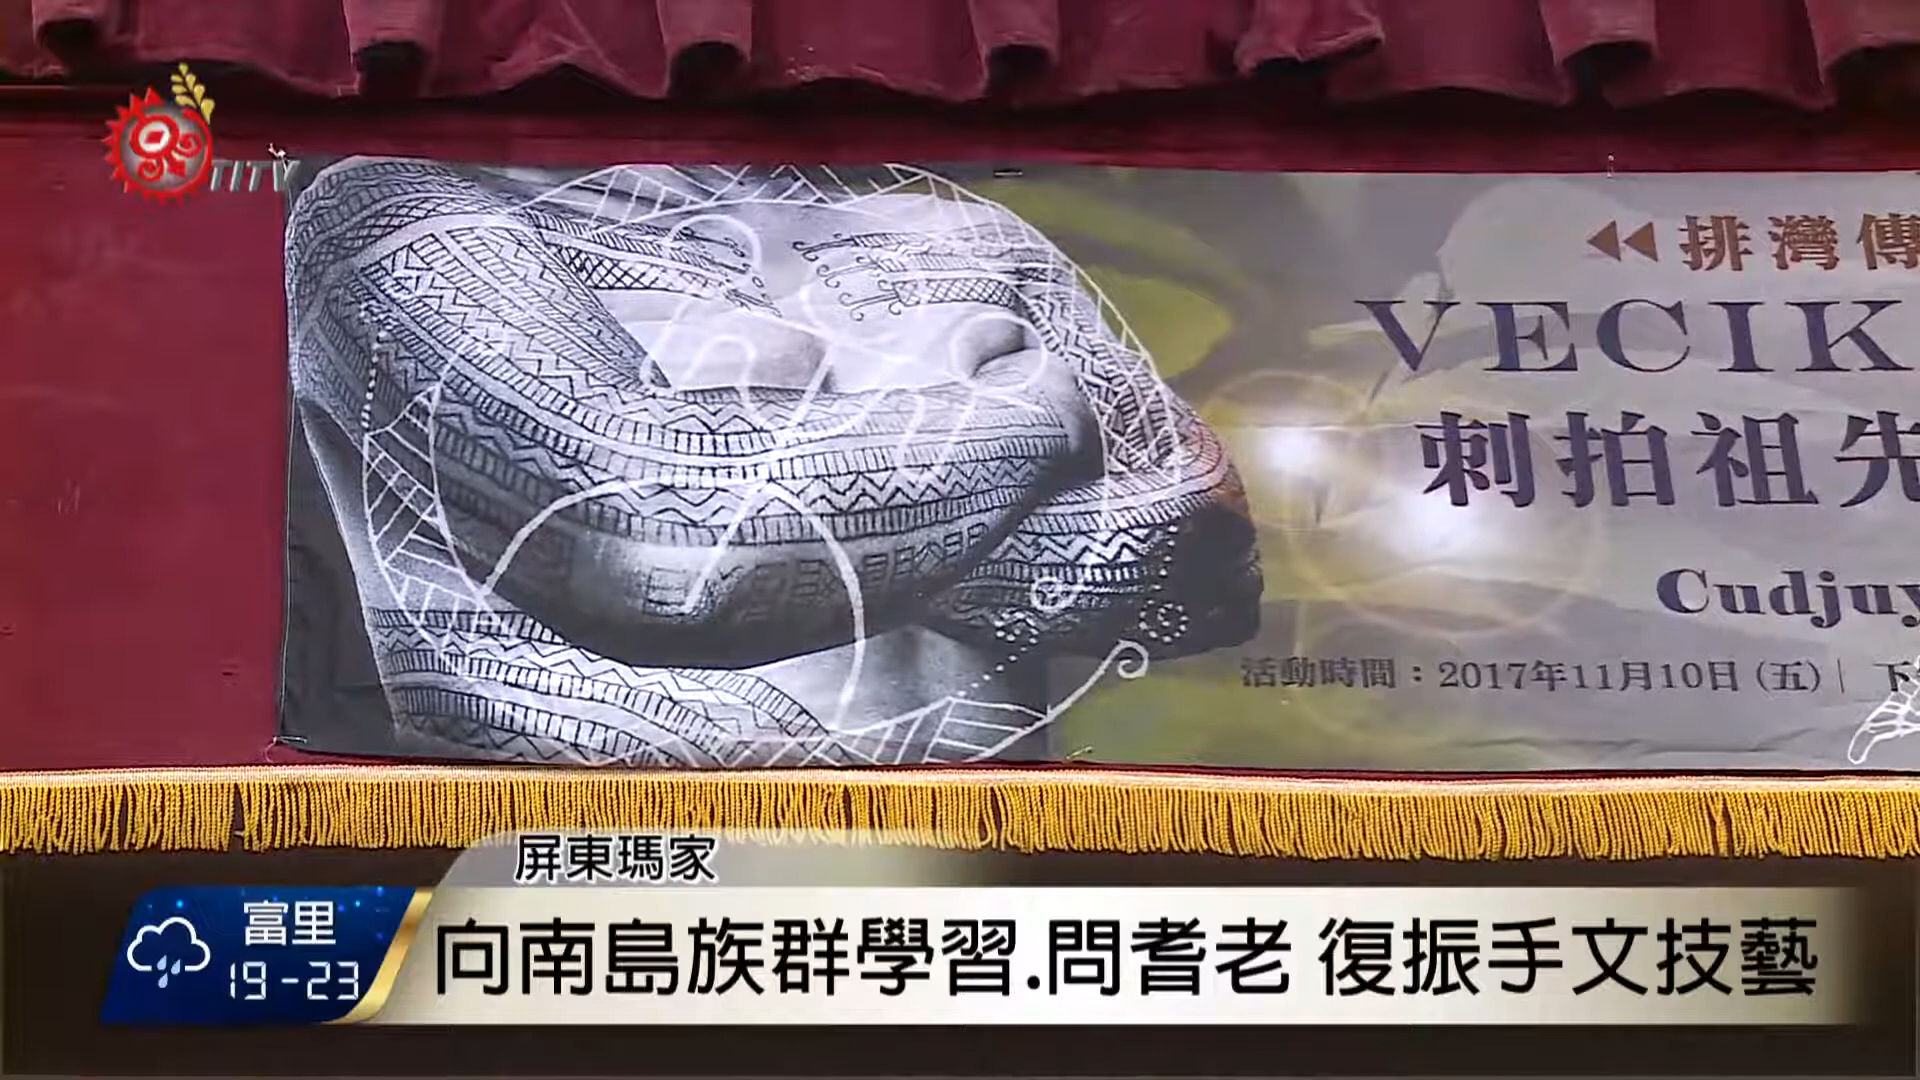 TITV
排灣傳
VECIK
刺拍祖先
Cudjuy
活動時間：2017年11月10日(五)| 下
屏東瑪家
富里
19-23
向南島族群學習.問耆老 復振手文技藝